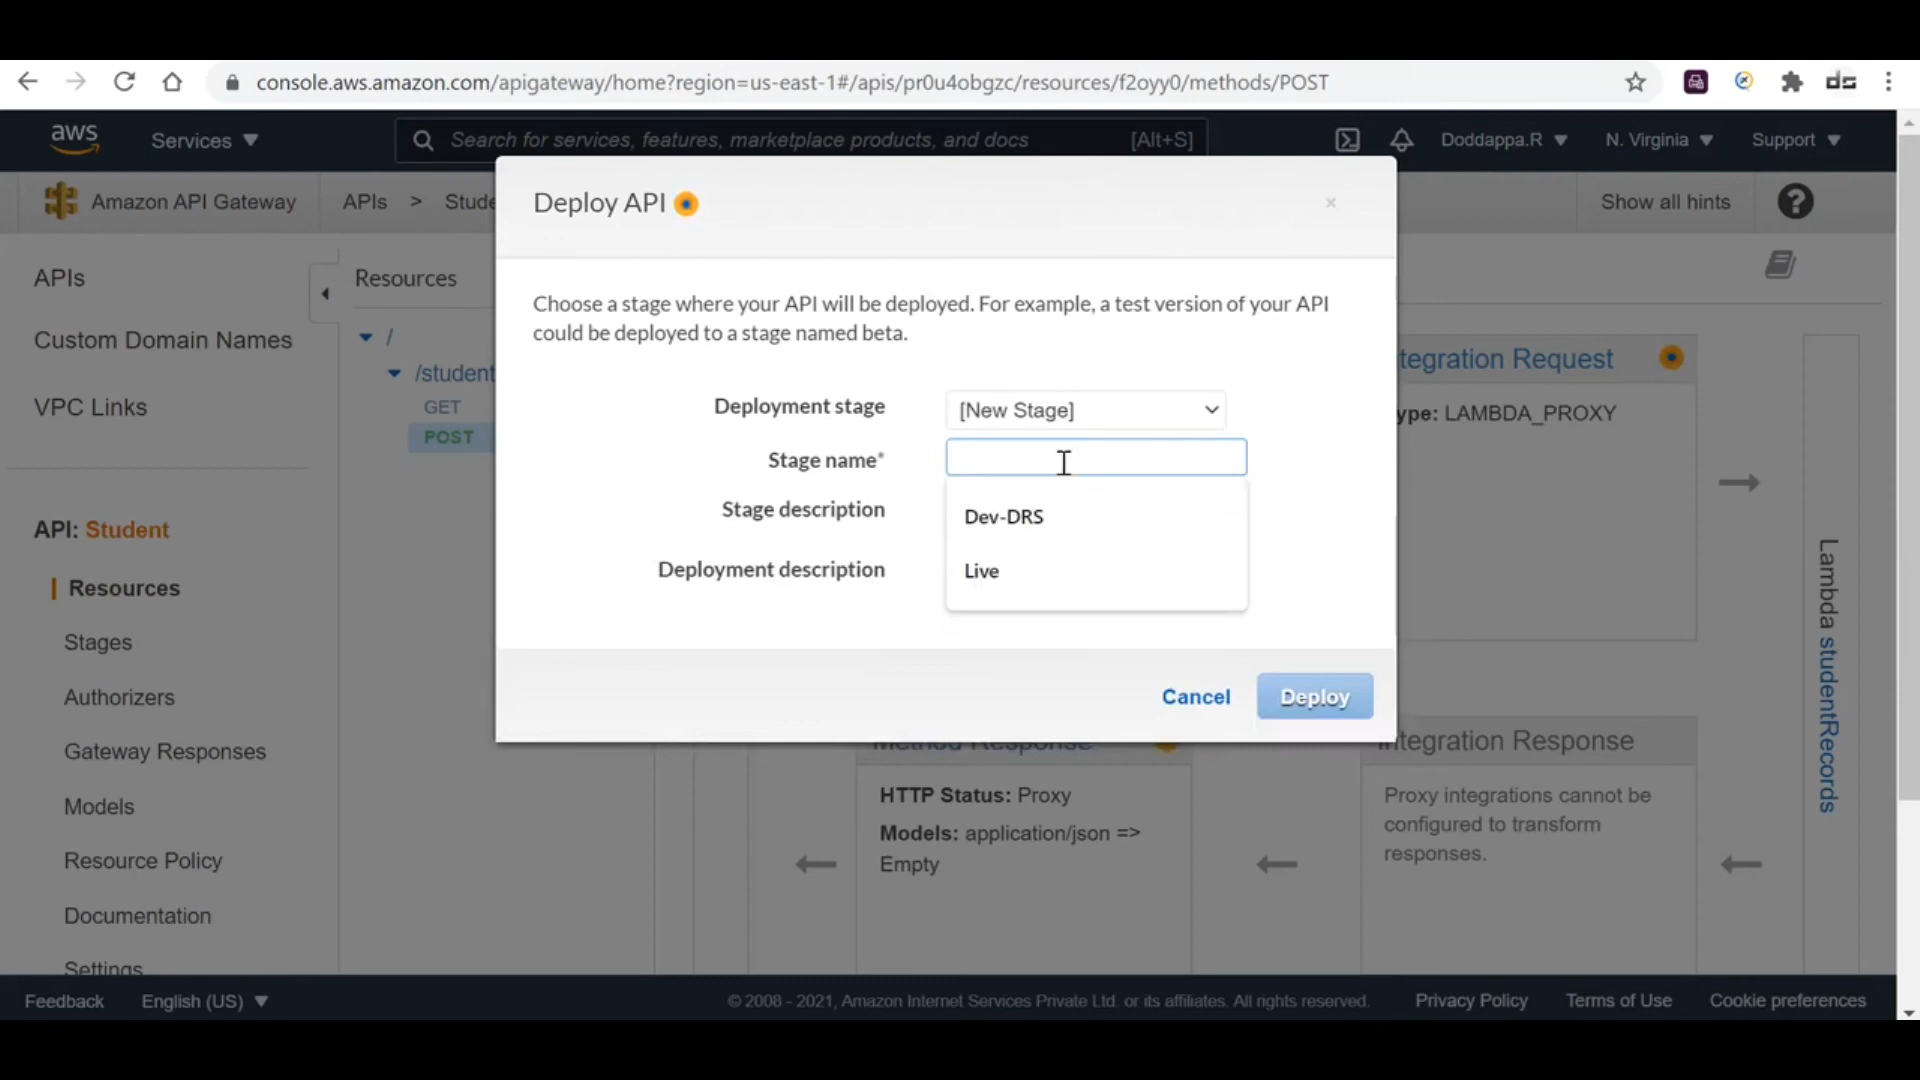 console.aws.amazon.com/apigateway/home?region=us-east-1#/apis/pr0u4obgzc/resources/f2oyy0/methods/POST
aws
Services
Search for services, features, marketplace products, and docs
[Alt+S]
Doddappa.R
N. Virginia
Support
Amazon API Gateway
APIs
>
Stude
Show all hints
?
Deploy API
×
Choose a stage where your API will be deployed. For example, a test version of your API
could be deployed to a stage named beta.
Deployment stage
[New Stage]
Stage name*
Stage description
Deployment description
Dev-DRS
Live
Cancel
Deploy
APIs
Custom Domain Names
VPC Links
API: Student
Resources
Stages
Authorizers
Gateway Responses
Models
Resource Policy
Documentation
Settings
Resources
/
/student
GET
POST
tegration Request
ype: LAMBDA_PROXY
Lambda studentRecords
Method Response
HTTP Status: Proxy
Models: application/json =>
Empty
Integration Response
Proxy integrations cannot be
configured to transform
responses.
Feedback
English (US)
© 2008 - 2021, Amazon Internet Services Private Ltd. or its affiliates. All rights reserved.
Privacy Policy
Terms of Use
Cookie preferences